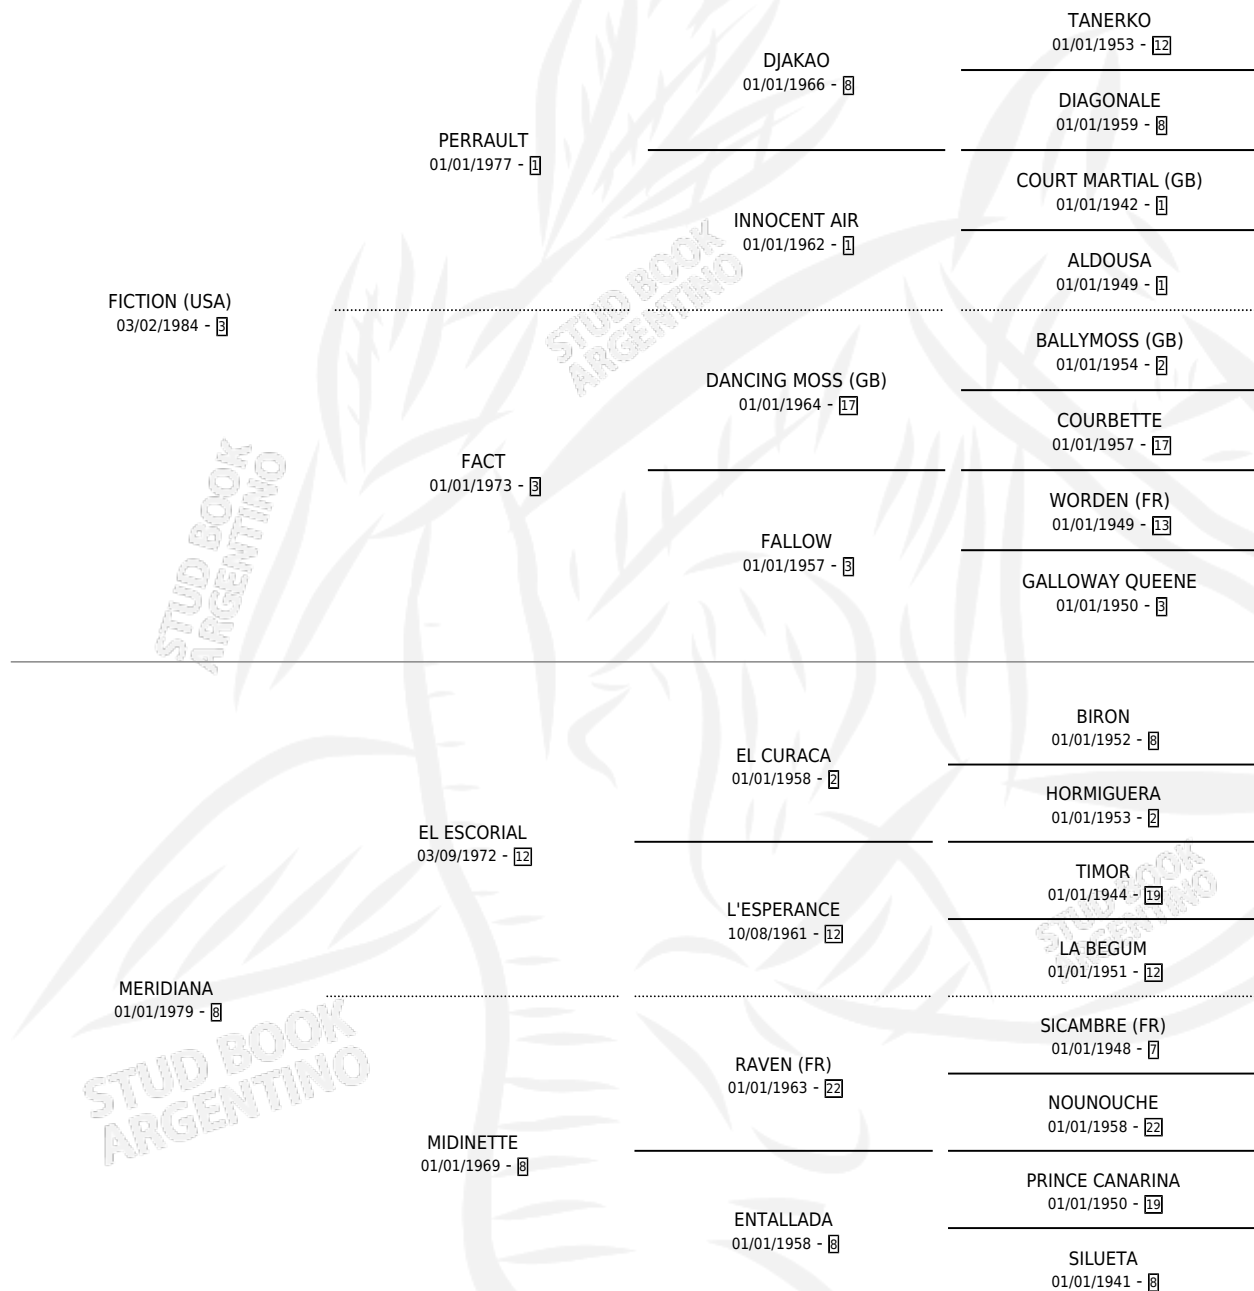 TANERKO
01/01/1953 - 12
DJAKAO
01/01/1966 - 8
DIAGONALE
01/01/1959 - 8
PERRAULT
01/01/1977 - 1
COURT MARTIAL (GB)
01/01/1942 - 1
INNOCENT AIR
01/01/1962 - 1
ALDOUSA
01/01/1949 - 1
FICTION (USA)
03/02/1984 - 3
STUD BOOK
ARGENTINO
BALLYMOSS (GB)
01/01/1954 - 2
DANCING MOSS (GB)
01/01/1964 - 17
COURBETTE
01/01/1957 - 17
FACT
01/01/1973 - 3
WORDEN (FR)
01/01/1949 - 13
FALLOW
01/01/1957 - 3
GALLOWAY QUEENE
01/01/1950 - 3
STUD BOOK
ARGENTINO
BIRON
01/01/1952 - 8
EL CURACA
01/01/1958 - 2
HORMIGUERA
01/01/1953 - 2
EL ESCORIAL
03/09/1972 - 12
TIMOR
01/01/1944 - 19
L'ESPERANCE
10/08/1961 - 12
LA BEGUM
01/01/1951 - 12
STUD BOOK
ARGENTINO
MERIDIANA
01/01/1979 - 8
SICAMBRE (FR)
01/01/1948 - 7
RAVEN (FR)
01/01/1963 - 22
NOUNOUCHE
01/01/1958 - 22
STUD BOOK
ARGENTINO
MIDINETTE
01/01/1969 - 8
PRINCE CANARINA
01/01/1950 - 19
ENTALLADA
01/01/1958 - 8
SILUETA
01/01/1941 - 8